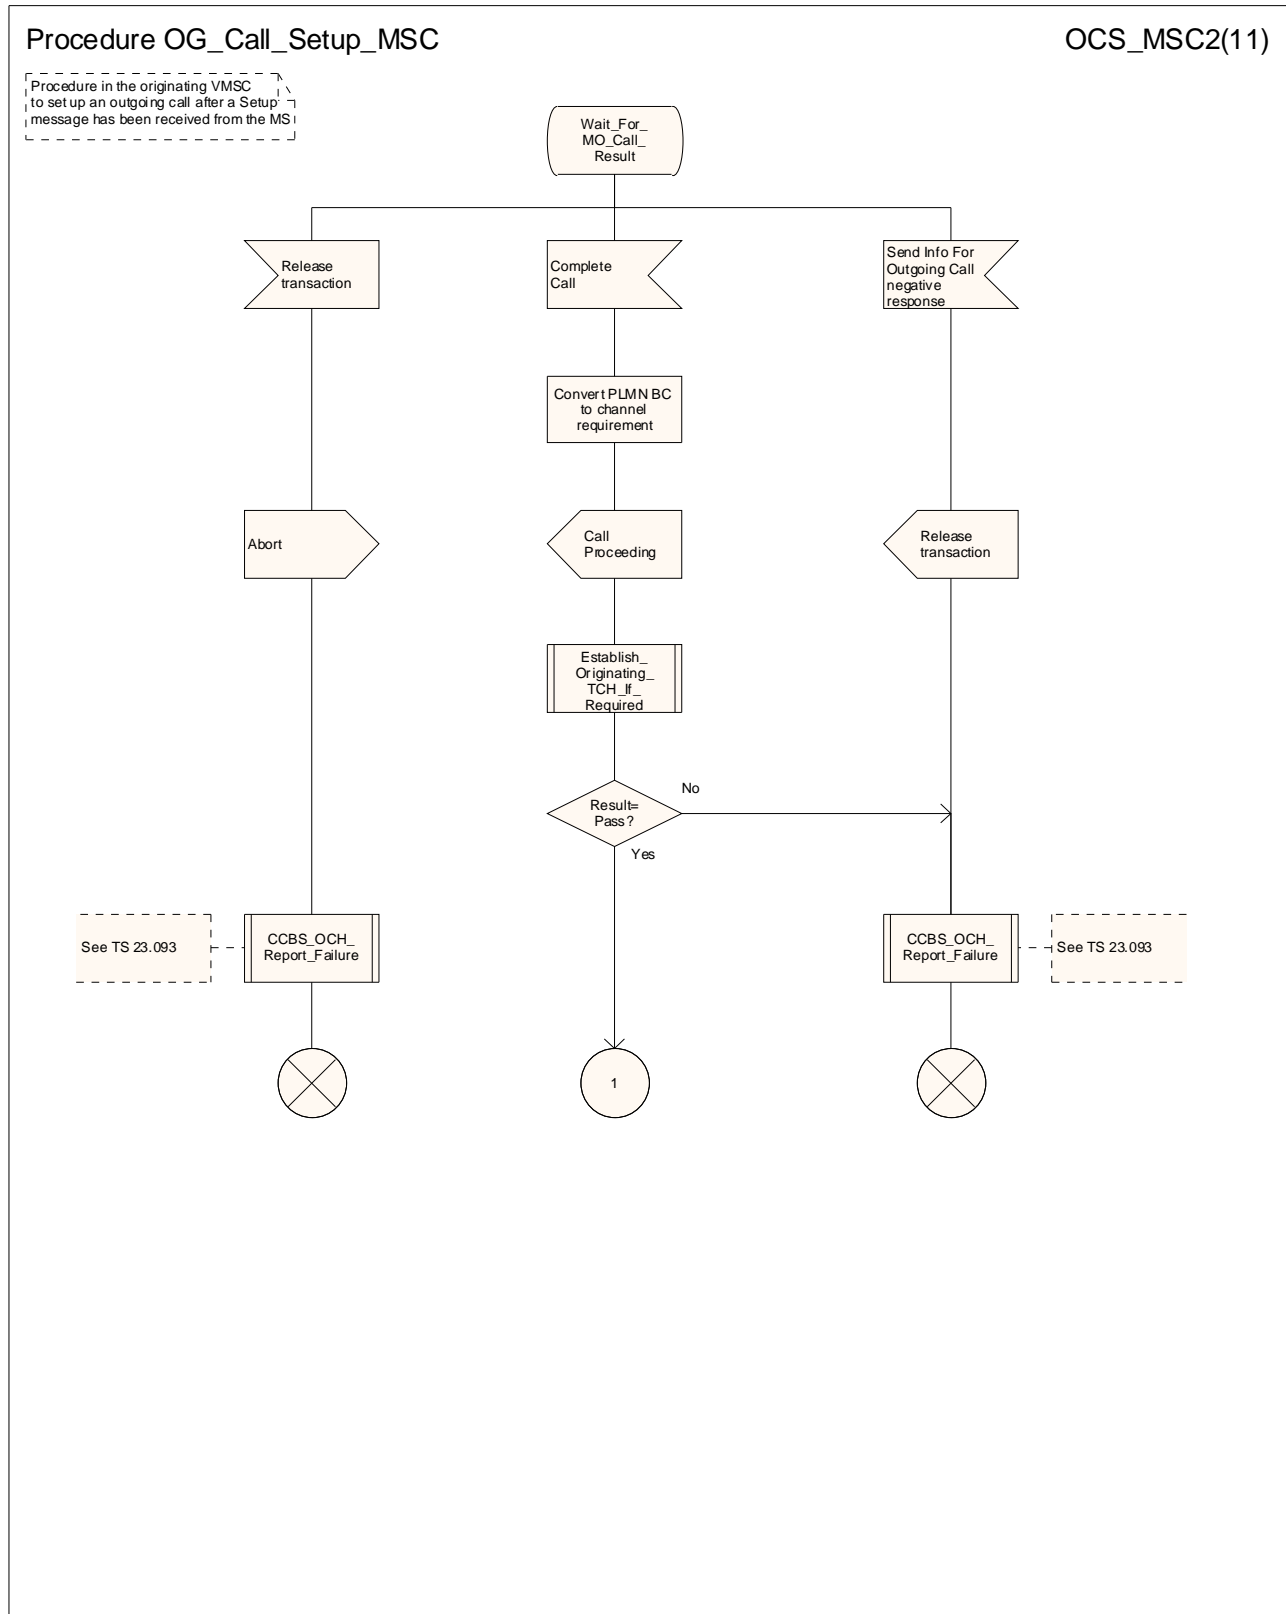 Procedure OG_Call_Setup_MSC
OCS_MSC2(11)
Procedure in the originating VMSC
to set up an outgoing call after a Setup
message has been received from the MS
Wait_For_
MO_Call_
Result
Release
transaction
Complete
Call
Send Info For
Outgoing Call
negative
response
Convert PLMN BC
to channel
requirement
Abort
Call
Proceeding
Release
transaction
Establish_
Originating_
TCH_If_
Required
Result=
Pass?
No
Yes
See TS 23.093
CCBS_OCH_
Report_Failure
CCBS_OCH_
Report_Failure
See TS 23.093
1